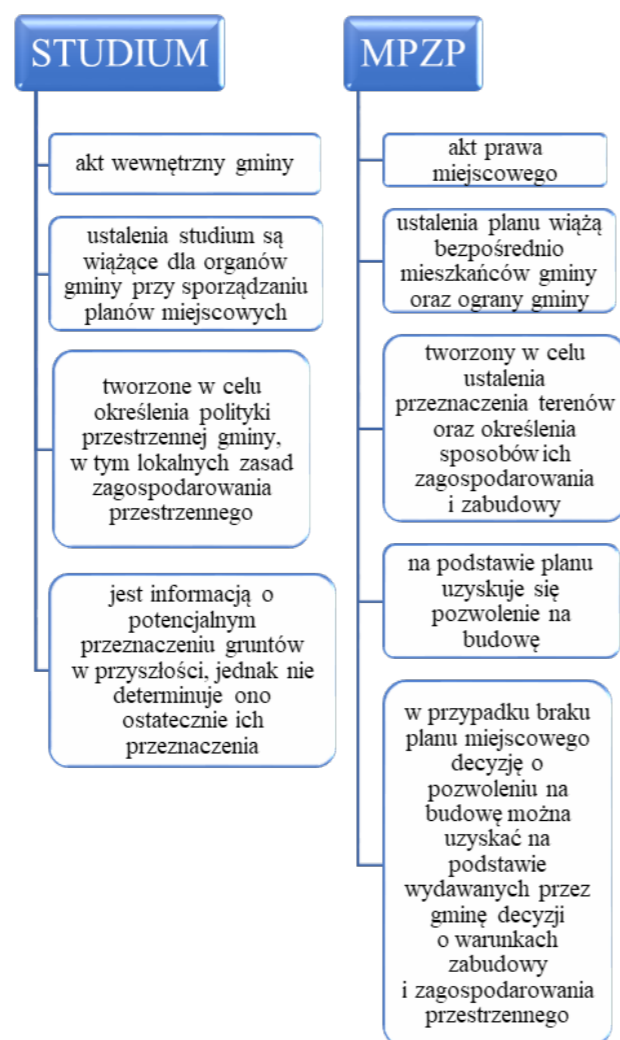 STUDIUM
akt wewnętrzny gminy
ustalenia studium są
wiążące dla organów
gminy przy sporządzaniu
planów miejscowych
tworzone w celu
określenia polityki
przestrzennej gminy,
w tym lokalnych zasad
zagospodarowania
przestrzennego
jest informacją o
potencjalnym
przeznaczeniu gruntów
w przyszłości, jednak nie
determinuje ono
ostatecznie ich
przeznaczenia
MPZP
akt prawa
miejscowego
ustalenia planu wiążą
bezpośrednio
mieszkańców gminy
oraz ograny gminy
tworzony w celu
ustalenia
przeznaczenia terenów
oraz określenia
sposobów ich
zagospodarowania
i zabudowy
na podstawie planu
uzyskuje się
pozwolenie na
budowę
w przypadku braku
planu miejscowego
decyzję o
pozwoleniu na
budowę można
uzyskać na
podstawie
wydawanych przez
gminę decyzji
o warunkach
zabudowy
i zagospodarowania
przestrzennego